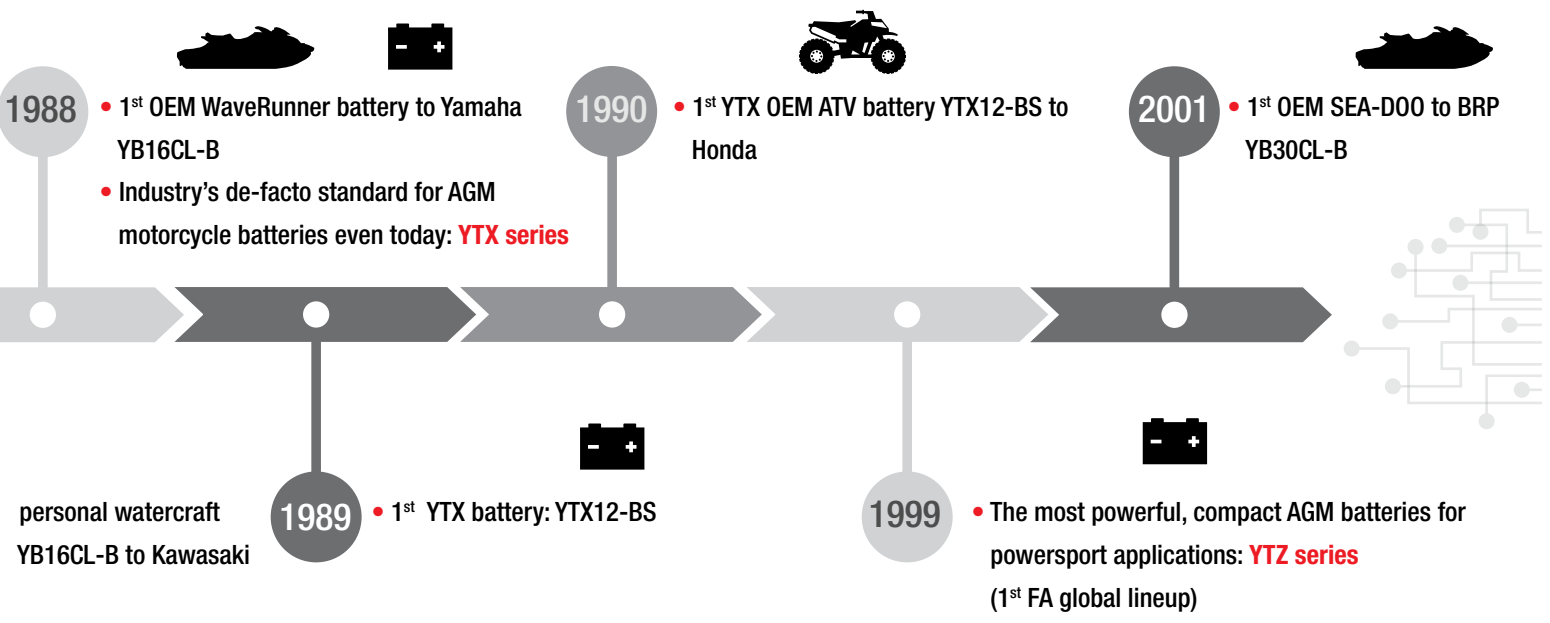 1988
• 1st OEM WaveRunner battery to Yamaha
YB16CL-B
• Industry's de-facto standard for AGM
motorcycle batteries even today: YTX series
1990
• 1st YTX OEM ATV battery YTX12-BS to
Honda
2001
• 1st OEM SEA-DOO to BRP
YB30CL-B
personal watercraft
YB16CL-B to Kawasaki
1989
• 1st YTX battery: YTX12-BS
1999
• The most powerful, compact AGM batteries for
powersport applications: YTZ series
(1st FA global lineup)